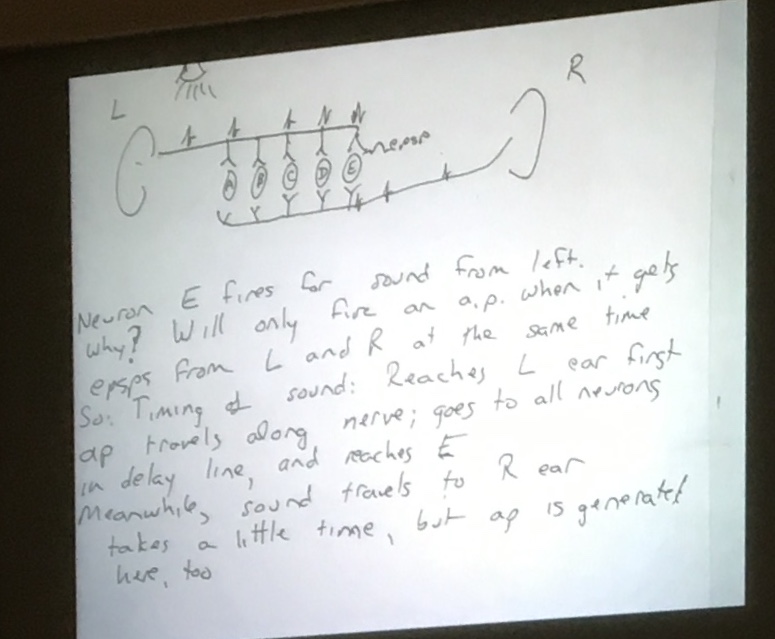 L
R
epsp
A B C D E
Neuron E fires for sound from left.
Why? Will only fire an a.p. when it gets
epsps from L and R at the same time
So: Timing of sound: Reaches L ear first
ap travels along nerve; goes to all neurons
in delay line, and reaches E
Meanwhile, sound travels to R ear
takes a little time, but ap is generated
here, too